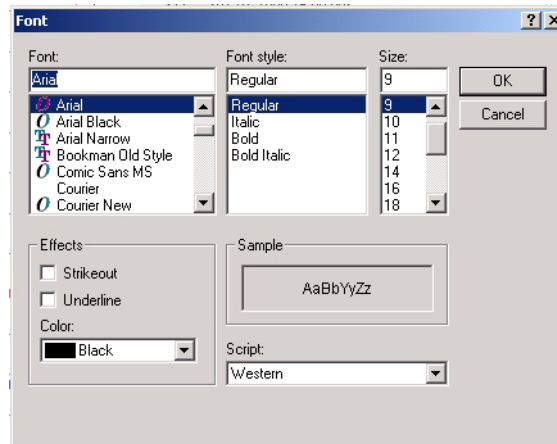 Font
Font:
Arial
Arial
Arial Black
Arial Narrow
Bookman Old Style
Comic Sans MS
Courier
Courier New
Font style:
Regular
Regular
Italic
Bold
Bold Italic
Size:
9
9
10
11
12
14
16
18
OK
Cancel
Effects
Strikeout
Underline
Color:
Black
Sample
AaBbYyZz
Script:
Western